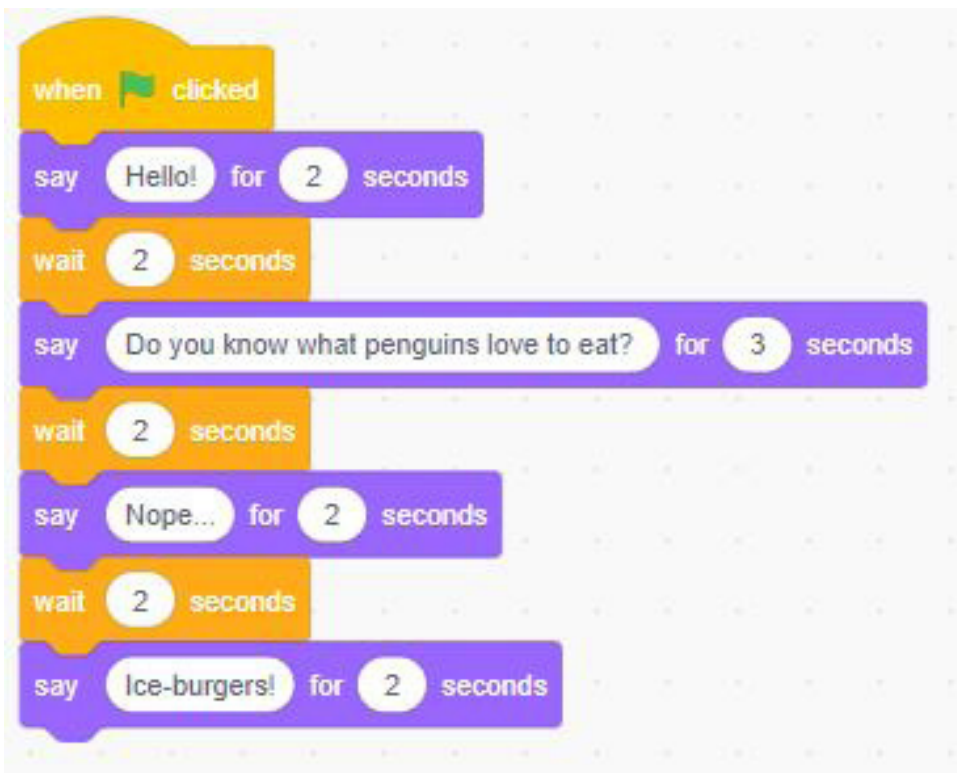 when clicked
say Hello! for 2 seconds
wait 2 seconds
say Do you know what penguins love to eat? for 3 seconds
wait 2 seconds
say Nope... for 2 seconds
wait 2 seconds
say Ice-burgers! for 2 seconds